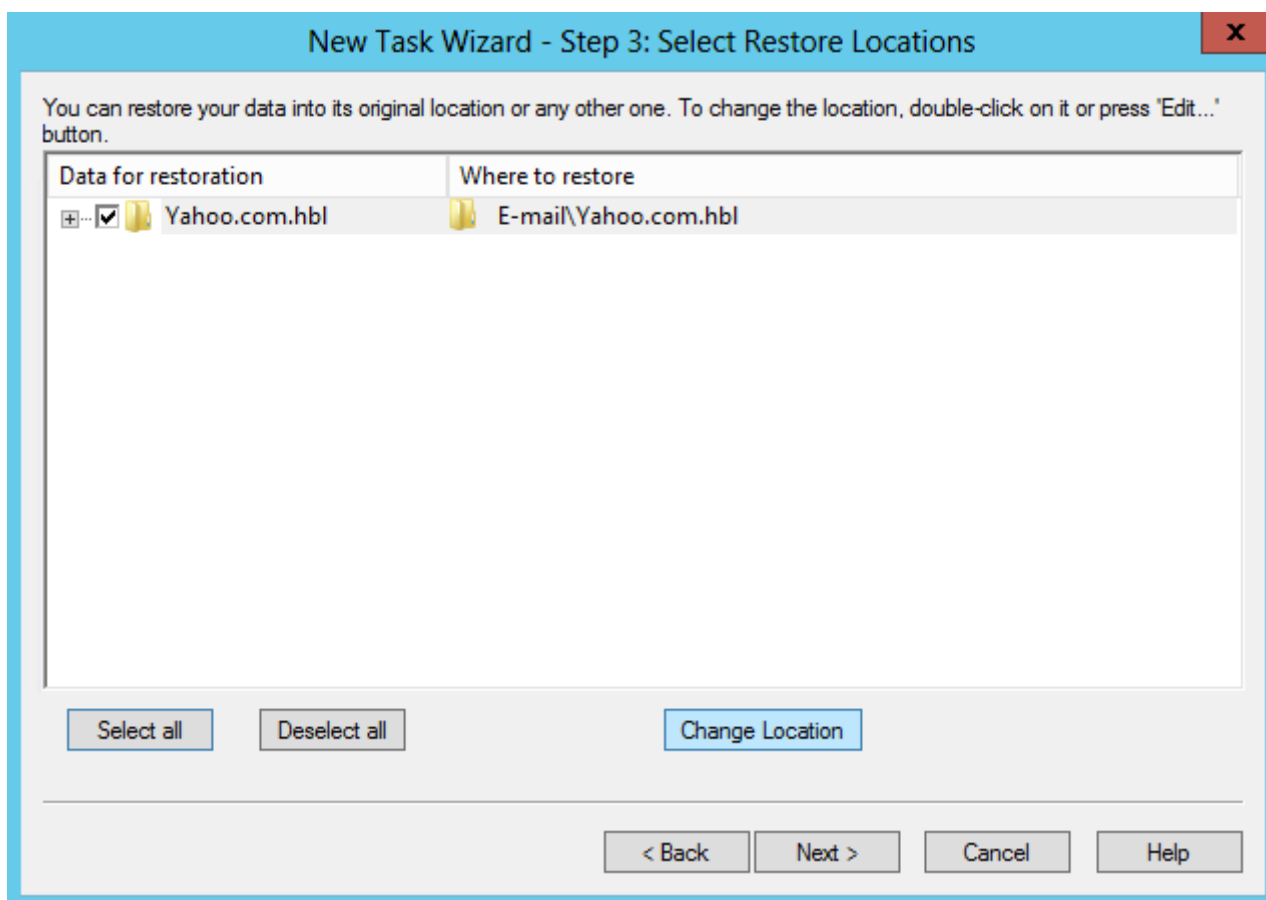 New Task Wizard - Step 3: Select Restore Locations
x
You can restore your data into its original location or any other one. To change the location, double-click on it or press 'Edit...'
button.
Data for restoration Where to restore
Yahoo.com.hbl E-mail\Yahoo.com.hbl
Select all Deselect all Change Location
< Back Next > Cancel Help